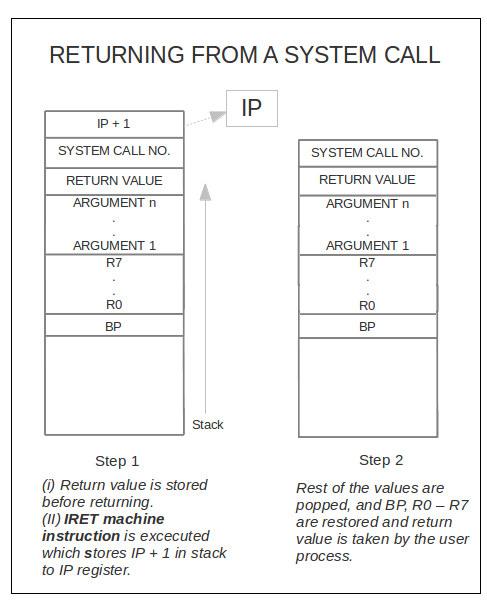 RETURNING FROM A SYSTEM CALL
IP
IP + 1
SYSTEM CALL NO.
RETURN VALUE
ARGUMENT n
.
.
ARGUMENT 1
R7
.
.
R0
BP
Stack
SYSTEM CALL NO.
RETURN VALUE
ARGUMENT n
.
.
ARGUMENT 1
R7
.
.
R0
BP
Step 1
(i) Return value is stored
before returning.
(II) IRET machine
instruction is excecuted
which stores IP + 1 in stack
to IP register.
Step 2
Rest of the values are
popped, and BP, R0 – R7
are restored and return
value is taken by the user
process.